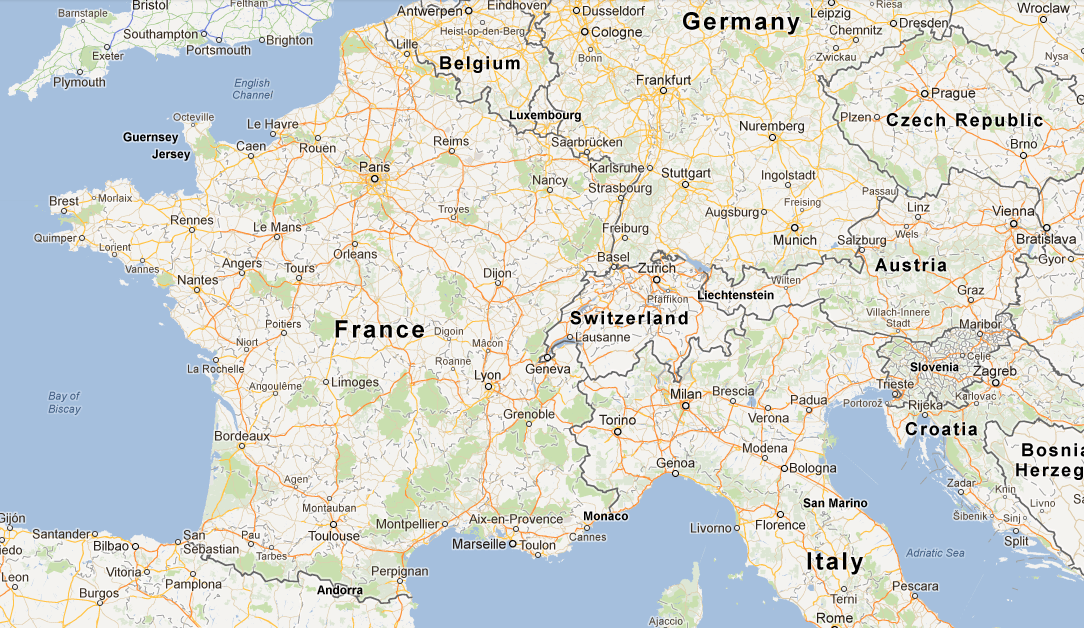 Bristol
Feltham
Antwerpen
Eindhoven
Dusseldorf
Leipzig
Riesa
Wroclaw
Barnstaple
Southampton
Portsmouth
Brighton
Heist-op-den-Berg
Cologne
Germany
Dresden
Chemnitz
Exeter
Lille
Belgium
Bonn
Zwickau
Nysa
Plymouth
English
Channel
Frankfurt
Prague
Octeville
Le Havre
Luxembourg
Plzen
Czech Republic
Guernsey
Jersey
Caen
Rouen
Reims
Saarbrücken
Nuremberg
Brno
Paris
Nancy
Karlsruhe
Strasbourg
Stuttgart
Ingolstadt
Passau
Brest
Morlaix
Troyes
Augsburg
Freising
Linz
Vienna
Quimper
Rennes
Le Mans
Freiburg
Munich
Salzburg
Wels
Bratislava
Lorient
Vannes
Orleans
Basel
Gyor
Nantes
Angers
Tours
Dijon
Zurich
Wilten
Austria
Pfaffikon
Liechtenstein
Graz
Poitiers
France
Digoin
Switzerland
Villach-Innere
Stadt
Maribor
Niort
Mâcon
Lausanne
Celje
La Rochelle
Roanne
Geneva
Slovenia
Zagreb
Angoulême
Limoges
Lyon
Milan
Brescia
Padua
Trieste
Karlovac
Bay of
Biscay
Grenoble
Torino
Verona
Portorož
Rijeka
Bordeaux
Modena
Croatia
Genoa
Bologna
Bosnia
Herzeg
Agen
Zadar
Knin
Montauban
Monaco
San Marino
Livno
Gijón
Montpellier
Aix-en-Provence
Cannes
Livorno
Florence
Šibenik
Sinj
Santander
San
Sebastian
Pau
Toulouse
Marseille
Toulon
Split
iedo
Bilbao
Tarbes
Italy
Adriatic Sea
Leon
Vitoria
Pamplona
Perpignan
Burgos
Andorra
Pescara
Terni
Ajaccio
Rome